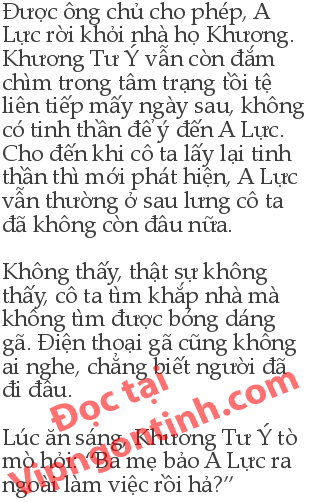 Được ông chủ cho phép, A
Lực rời khỏi nhà họ Khương.
Khương Tư Ý vẫn còn đắm
chìm trong tâm trạng tồi tệ
liên tiếp mấy ngày sau, không
có tinh thần để ý đến A Lực.
Cho đến khi cô ta lấy lại tinh
thần thì mới phát hiện, A Lực
vẫn thường ở sau lưng cô ta
đã không còn đâu nữa.
Không thấy, thật sự không
thấy, cô ta tìm khắp nhà mà
không tìm được bóng dáng
gã. Điện thoại gã cũng không
ai nghe, chẳng biết người đã
đi đâu.
Đọc tại
Vipngontinh.com
Lúc ăn sáng, Khương Tư Ý tò
mò hỏi: “Ba mẹ bảo A Lực ra
ngoài làm việc rồi hả?”